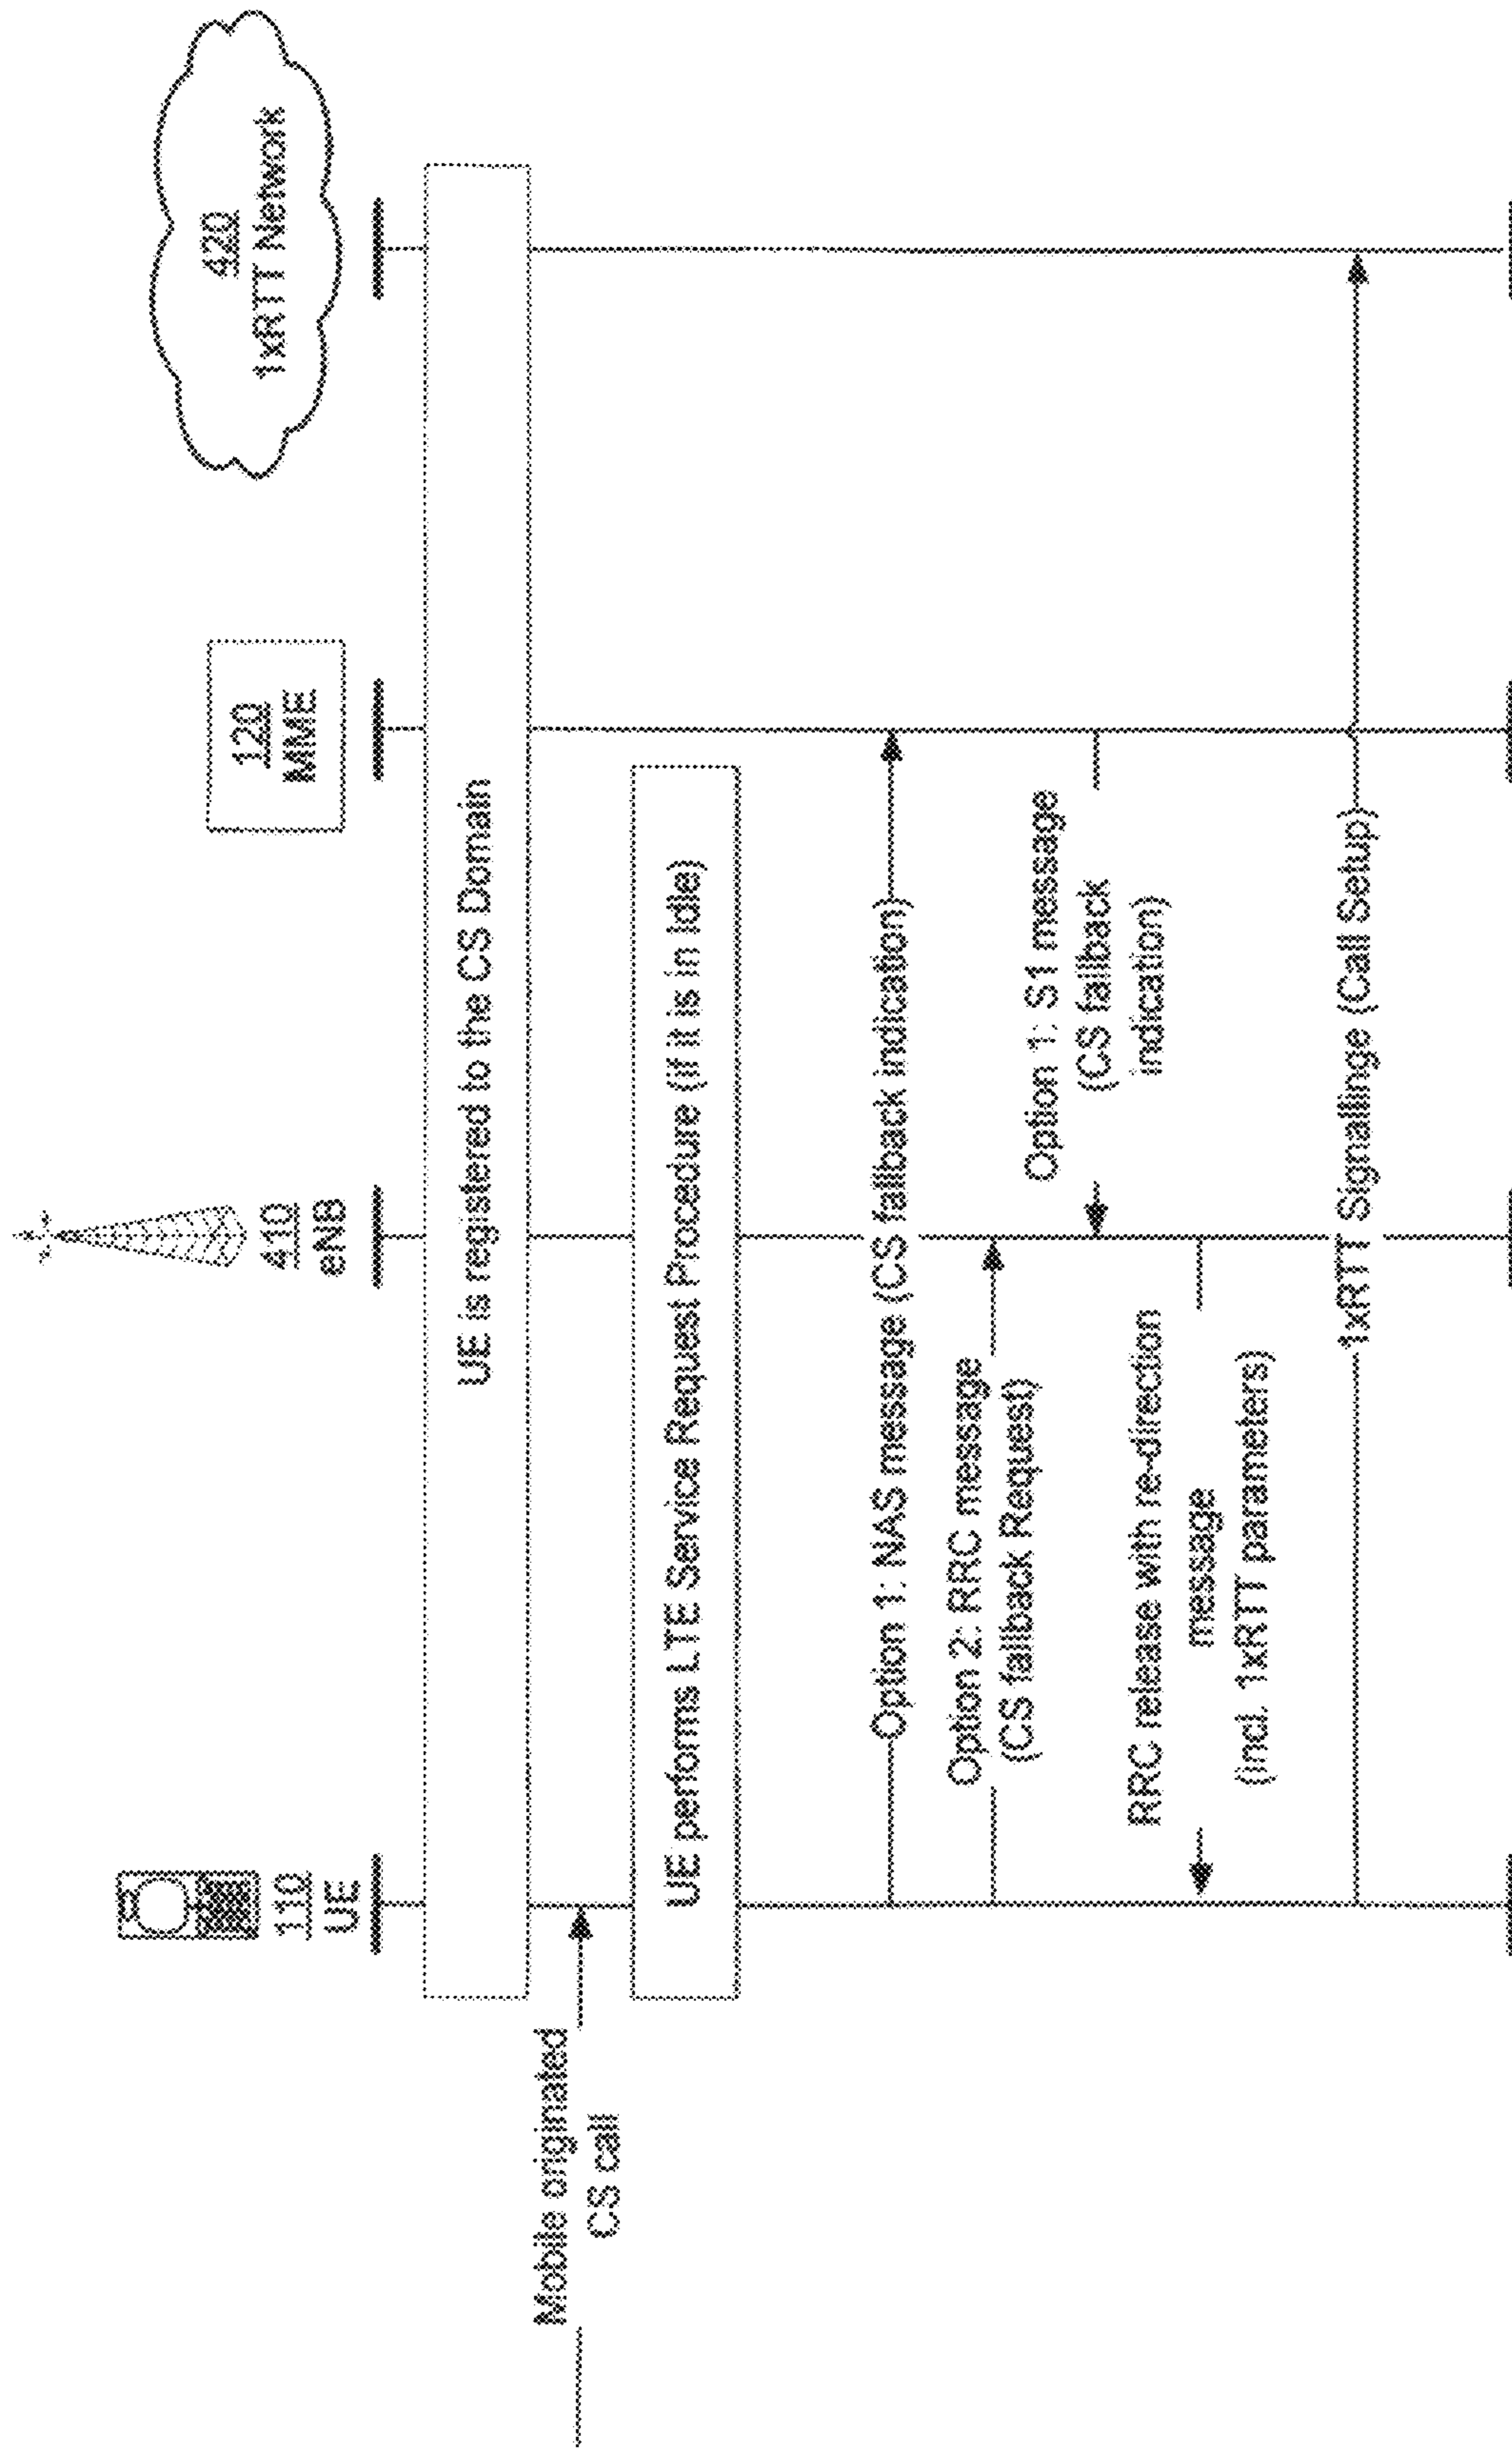 110
UE
410
eNB
120
MME
420
1xRTT Network
UE is registered to the CS Domain
Mobile originated
CS call
UE performs LTE Service Request Procedure (if it is in Idle)
Option 1: NAS message (CS fallback indication)
Option 2: RRC message
(CS fallback Request)
Option 1: S1 message
(CS fallback
indication)
RRC release with re-direction
message
(incl. 1xRTT parameters)
1xRTT Signallinge (Call Setup)